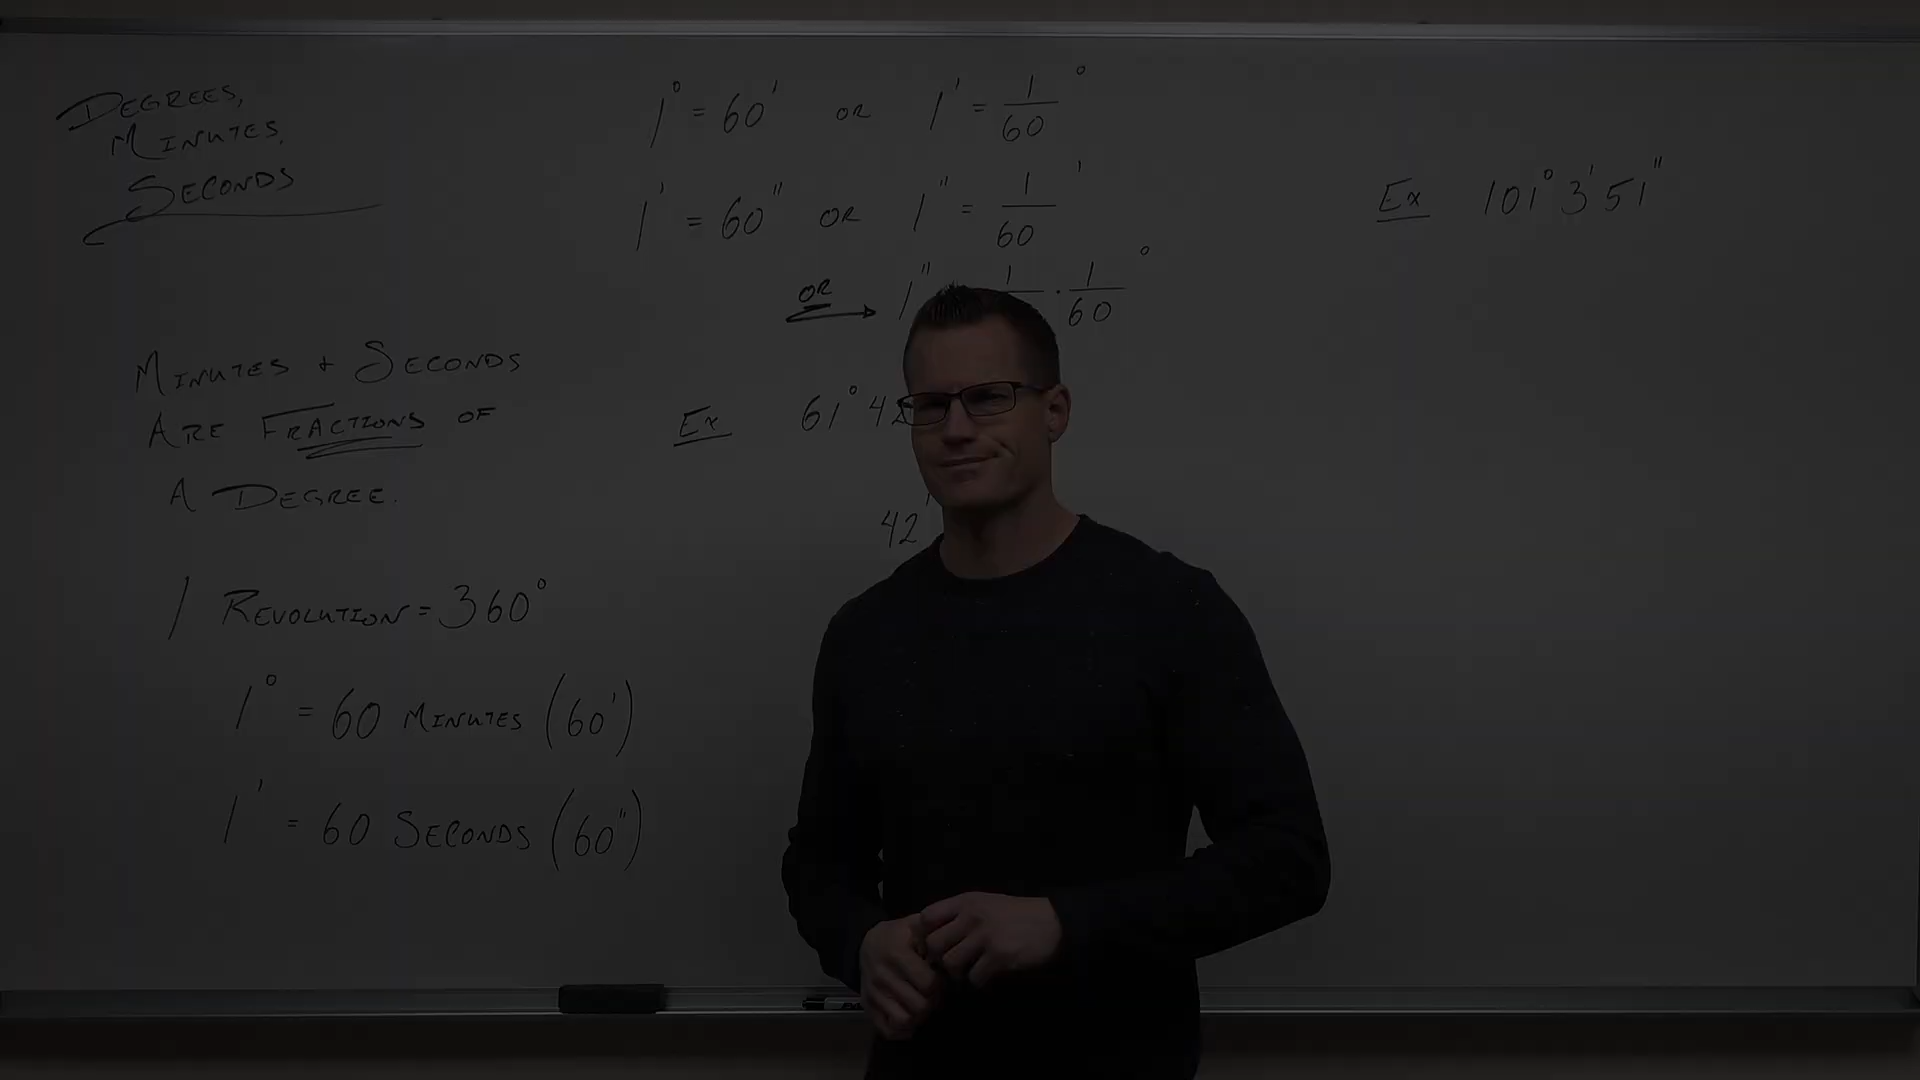 DEGREES,
MINUTES,
SECONDS
MINUTES + SECONDS
ARE FRACTIONS OF
A DEGREE.
1 REVOLUTION = 360°
1° = 60 MINUTES (60')
1' = 60 SECONDS (60")
1° = 60' OR 1' = 1/60 °
1' = 60" OR 1" = 1/60 '
OR → 1" 1 · 1/60 °
Ex 61° 42
42'
Ex 101° 3' 51"